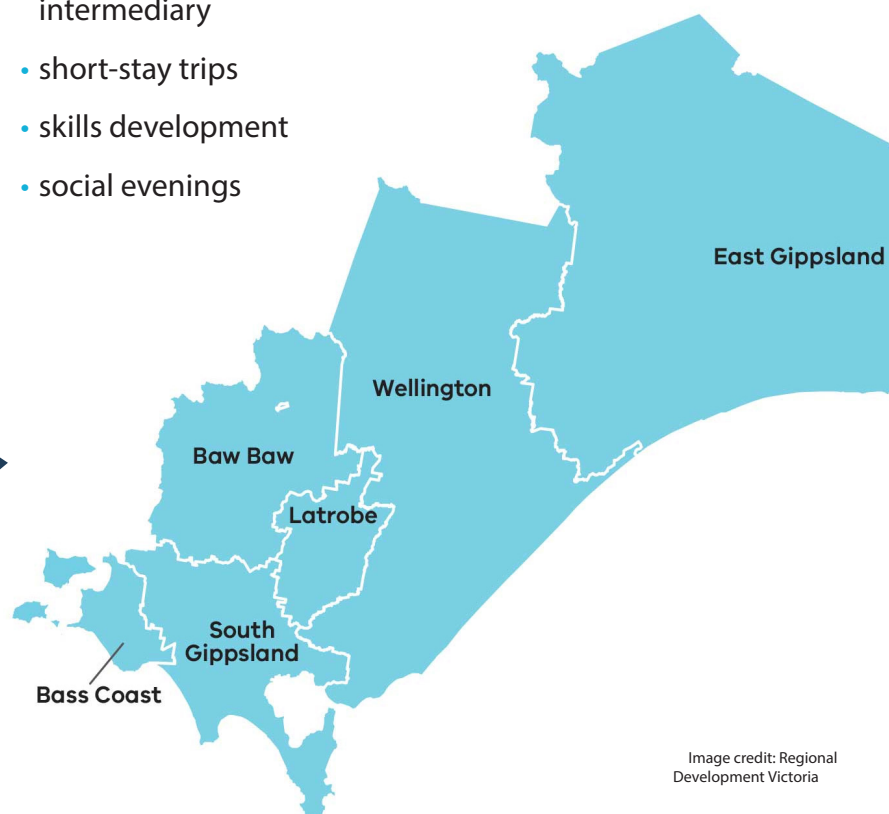 intermediary
• short-stay trips
• skills development
• social evenings
East Gippsland
Wellington
Baw Baw
Latrobe
South
Gippsland
Bass Coast
Image credit: Regional
Development Victoria